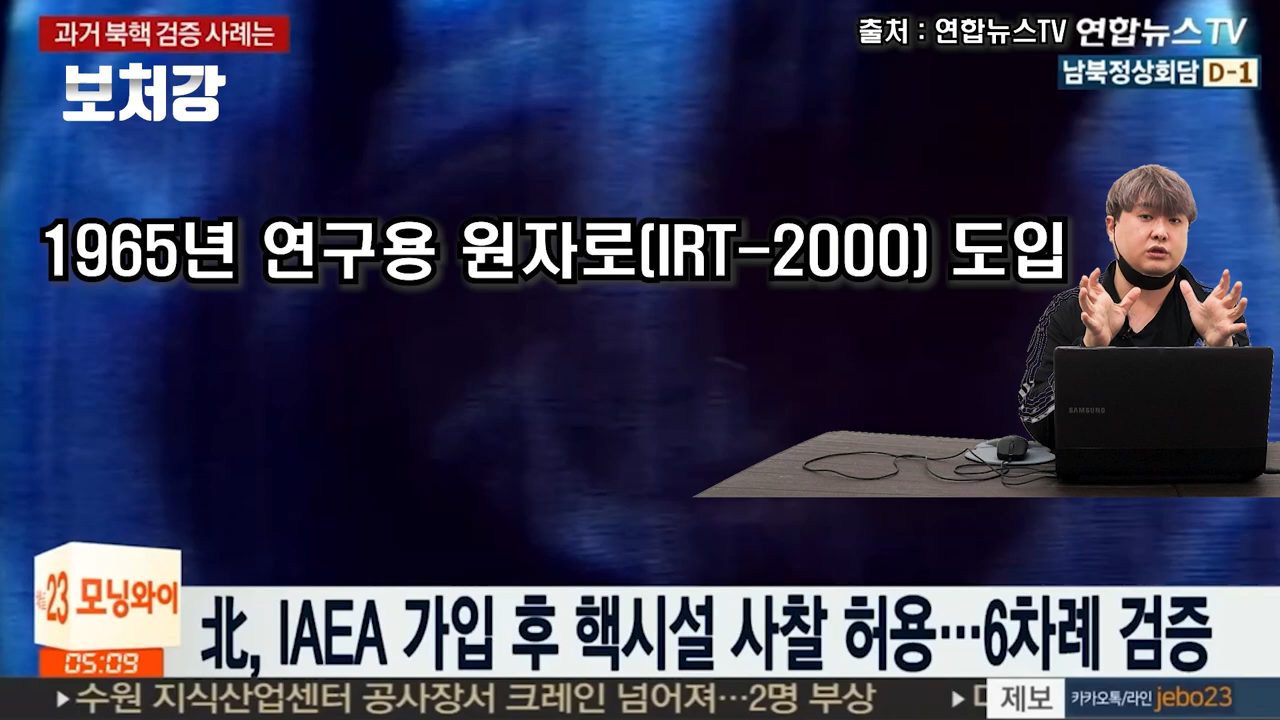 과거 북핵 검증 사례는
출처 : 연합뉴스TV 연합뉴스TV
보처강
남북정상회담 D-1
1965년 연구용 원자로(IRT-2000) 도입
SAMSUNG
23 모닝와이
北, IAEA 가입 후 핵시설 사찰 허용…6차례 검증
05:09
▶수원 지식산업센터 공사장서 크레인 넘어져…2명 부상 ▶
제보 카카오톡/라인 jebo23